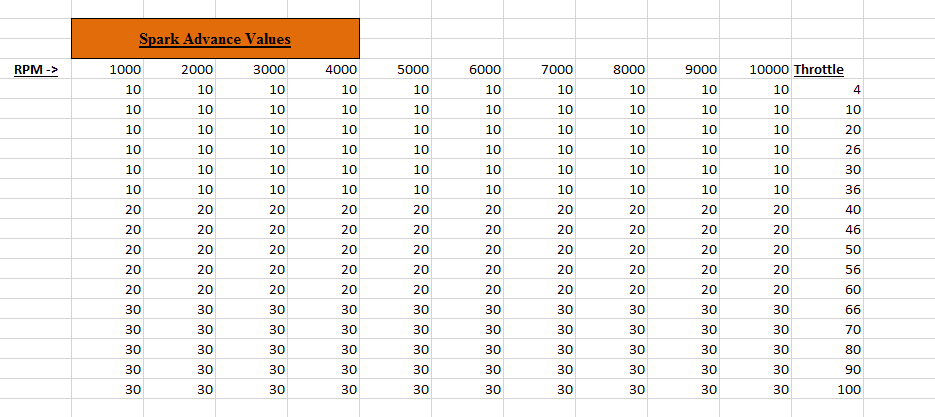 Spark Advance Values
RPM -> 1000 2000 3000 4000 5000 6000 7000 8000 9000 10000 Throttle
10 10 10 10 10 10 10 10 10 10 4
10 10 10 10 10 10 10 10 10 10 10
10 10 10 10 10 10 10 10 10 10 20
10 10 10 10 10 10 10 10 10 10 26
10 10 10 10 10 10 10 10 10 10 30
10 10 10 10 10 10 10 10 10 10 36
20 20 20 20 20 20 20 20 20 20 40
20 20 20 20 20 20 20 20 20 20 46
20 20 20 20 20 20 20 20 20 20 50
20 20 20 20 20 20 20 20 20 20 56
20 20 20 20 20 20 20 20 20 20 60
30 30 30 30 30 30 30 30 30 30 66
30 30 30 30 30 30 30 30 30 30 70
30 30 30 30 30 30 30 30 30 30 80
30 30 30 30 30 30 30 30 30 30 90
30 30 30 30 30 30 30 30 30 30 100